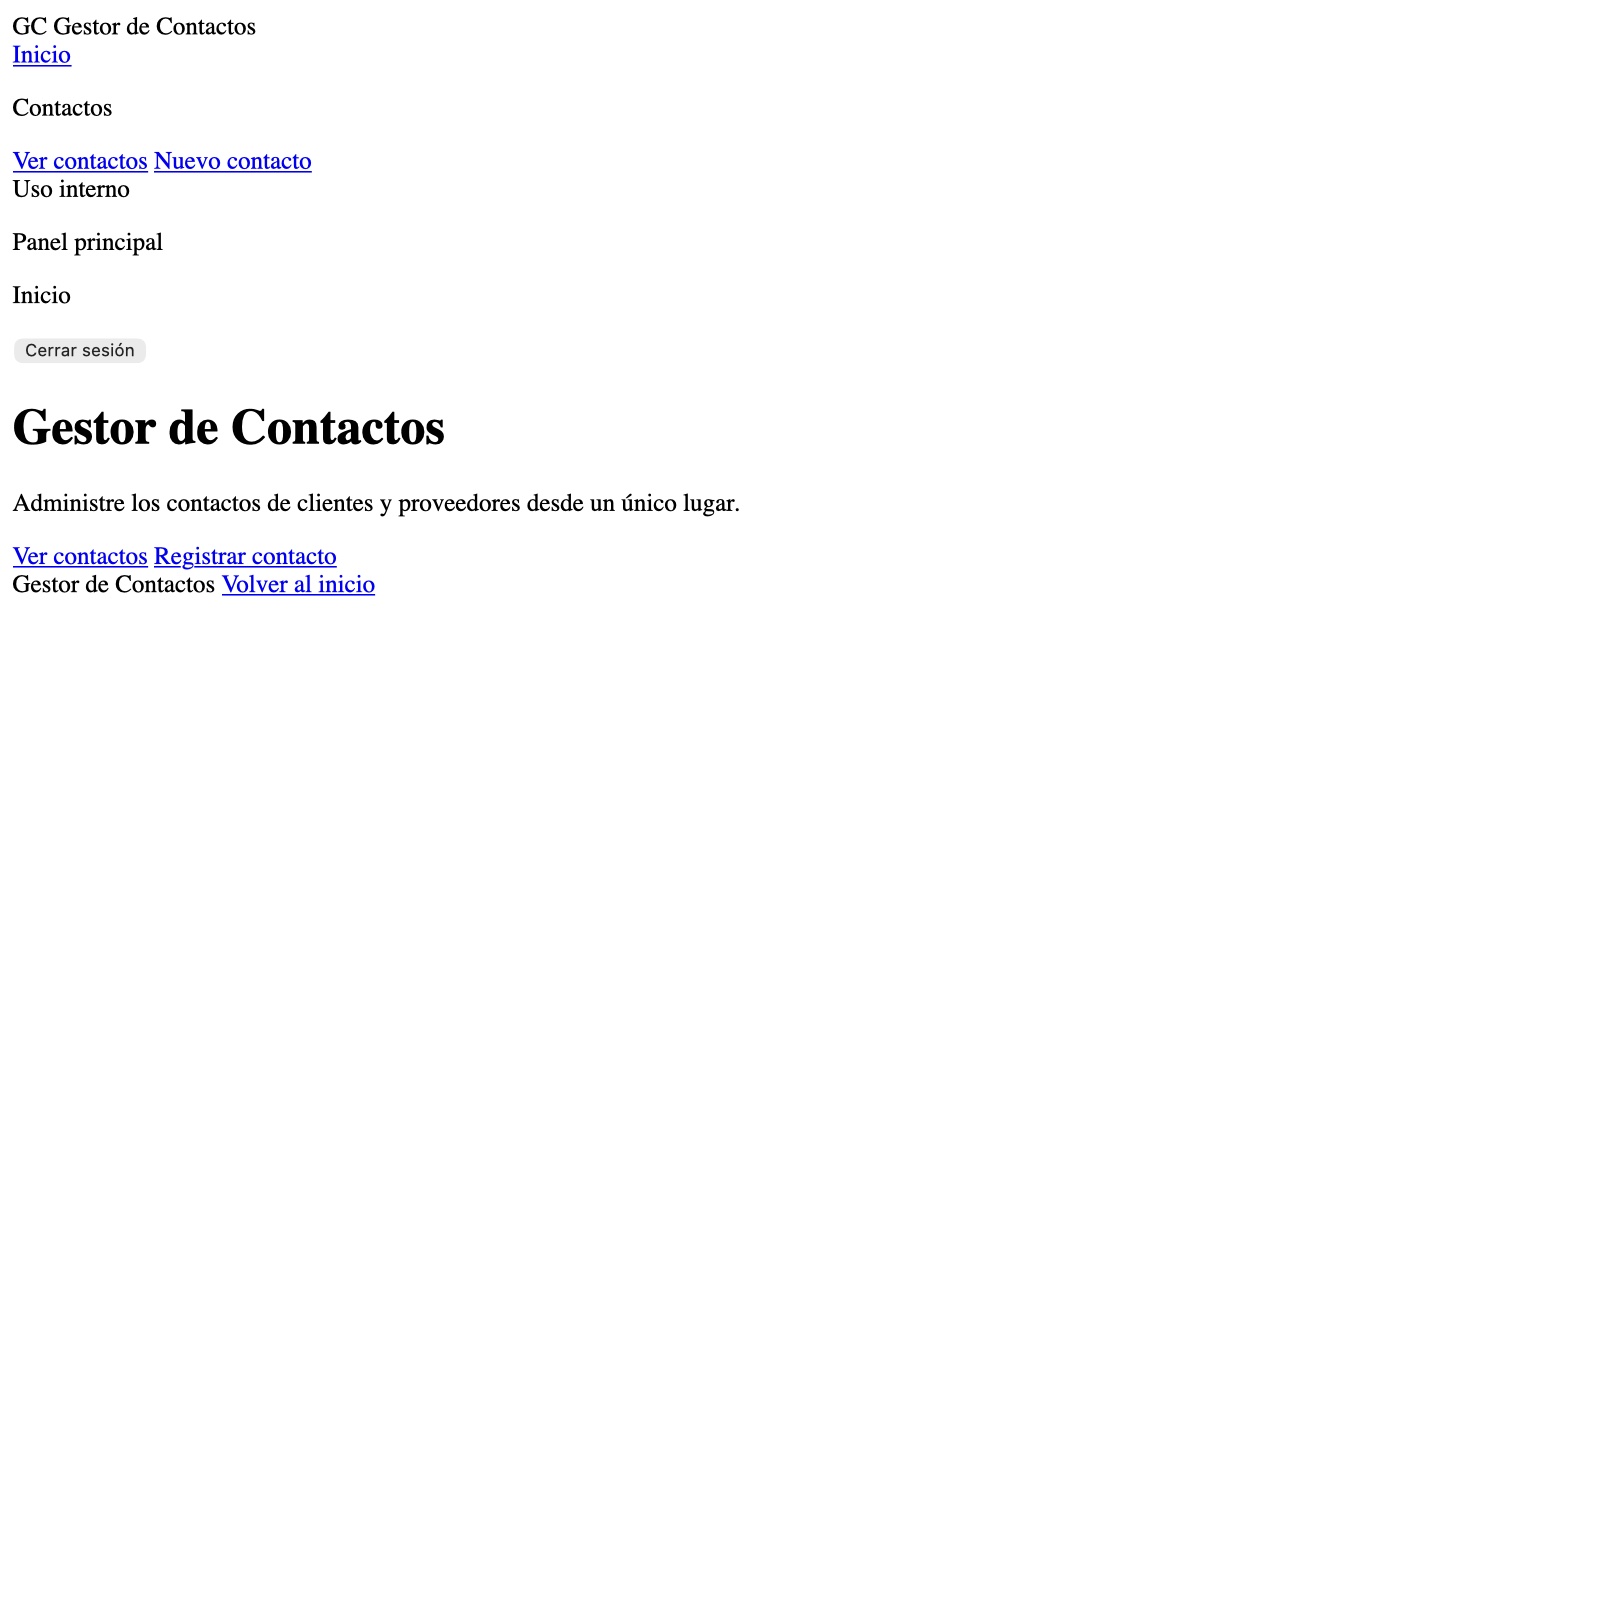 GC Gestor de Contactos
Inicio
Contactos
Ver contactos Nuevo contacto
Uso interno
Panel principal
Inicio
Cerrar sesión
Gestor de Contactos
Administre los contactos de clientes y proveedores desde un único lugar.
Ver contactos Registrar contacto
Gestor de Contactos Volver al inicio